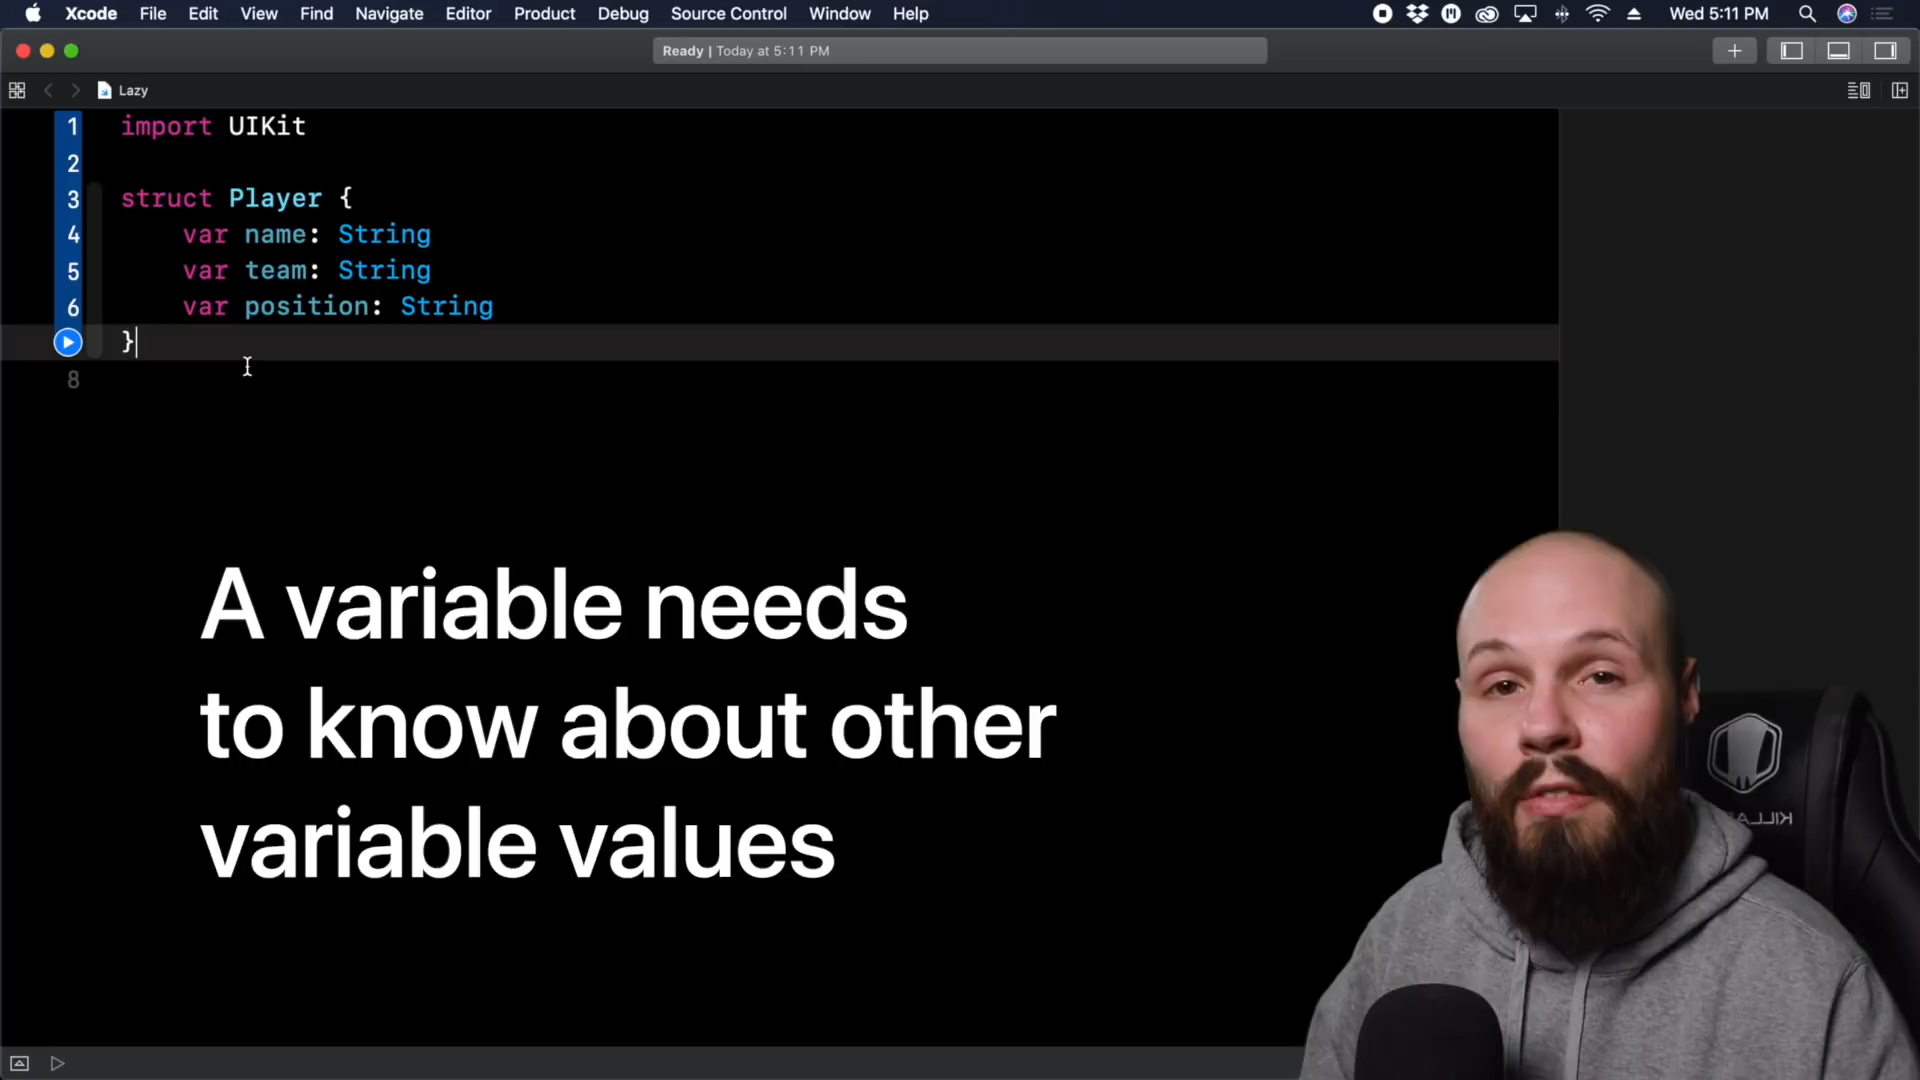 Xcode File Edit View Find Navigate Editor Product Debug Source Control Window Help Wed 5:11 PM
Ready | Today at 5:11 PM
Lazy
1 import UIKit
2
3 struct Player {
4 var name: String
5 var team: String
6 var position: String
}
8
A variable needs
to know about other
variable values